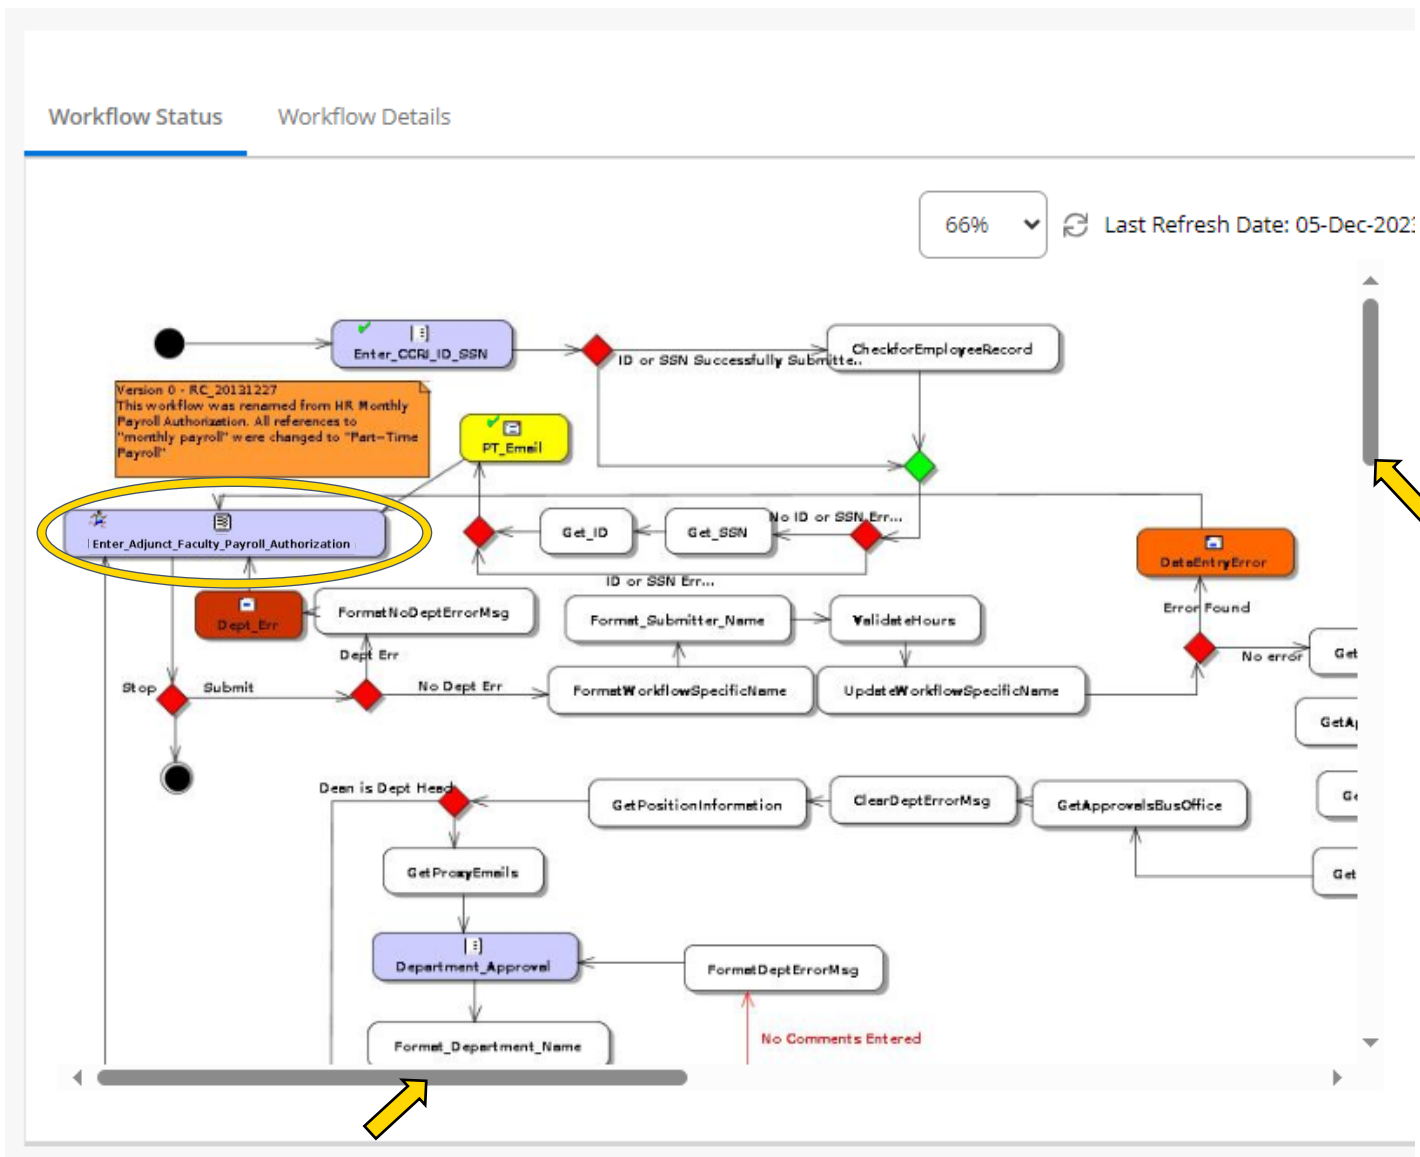 Workflow Status
Workflow Details
66%
Last Refresh Date: 05-Dec-202
Enter_CCRI_ID_SSN
ID or SSN Successfully Submitte..
CheckforEmployeeRecord
Version 0 - RC_20131227
This workflow was renamed from HR Monthly
Payroll Authorization. All references to
"monthly payroll" were changed to "Part-Time
Payroll"
PT_Email
Enter_Adjunct_Faculty_Payroll_Authorization
Get_ID
Get_SSN
No ID or SSN Err...
ID or SSN Err...
DataEntryError
Error Found
Dept_Err
FormatNoDeptErrorMsg
Format_Submitter_Name
ValidateHours
Dept Err
No error
Get
Stop
Submit
No Dept Err
FormatWorkflowSpecificName
UpdateWorkflowSpecificName
GetAp
Dean is Dept Head
GetPositionInformation
ClearDeptErrorMsg
GetApprovalsBusOffice
Ge
GetProxyEmails
Get
Department_Approval
FormatDeptErrorMsg
Format_Department_Name
No Comments Entered